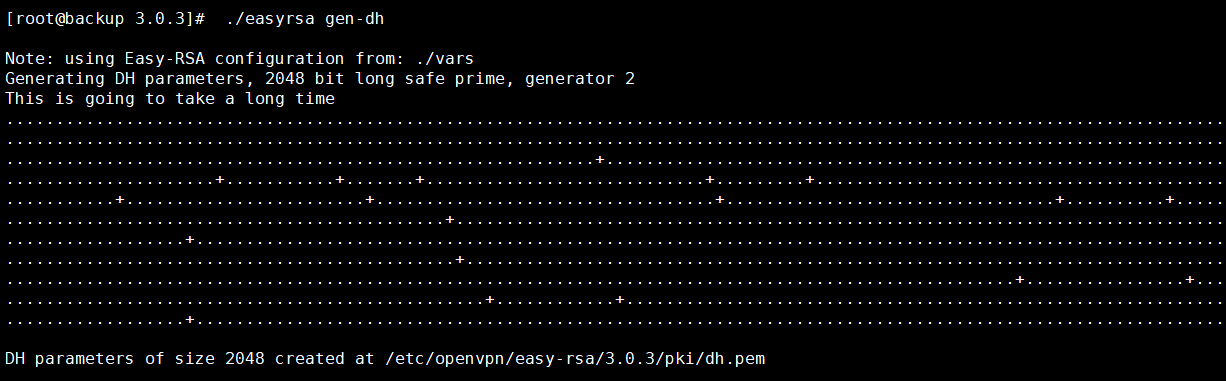 [root@backup 3.0.3]#  ./easyrsa gen-dh
Note: using Easy-RSA configuration from: ./vars
Generating DH parameters, 2048 bit long safe prime, generator 2
This is going to take a long time
..........................................................................................................................
..........................................................................................................................
...........................................................+..............................................................
.....................+...........+.......+............................+.........+.........................................
...........+........................+..................................+.................................+..........+.....
............................................+.............................................................................
..................+.......................................................................................................
.............................................+............................................................................
.....................................................................................................+................+...
................................................+............+............................................................
..................+.......................................................................................................
DH parameters of size 2048 created at /etc/openvpn/easy-rsa/3.0.3/pki/dh.pem